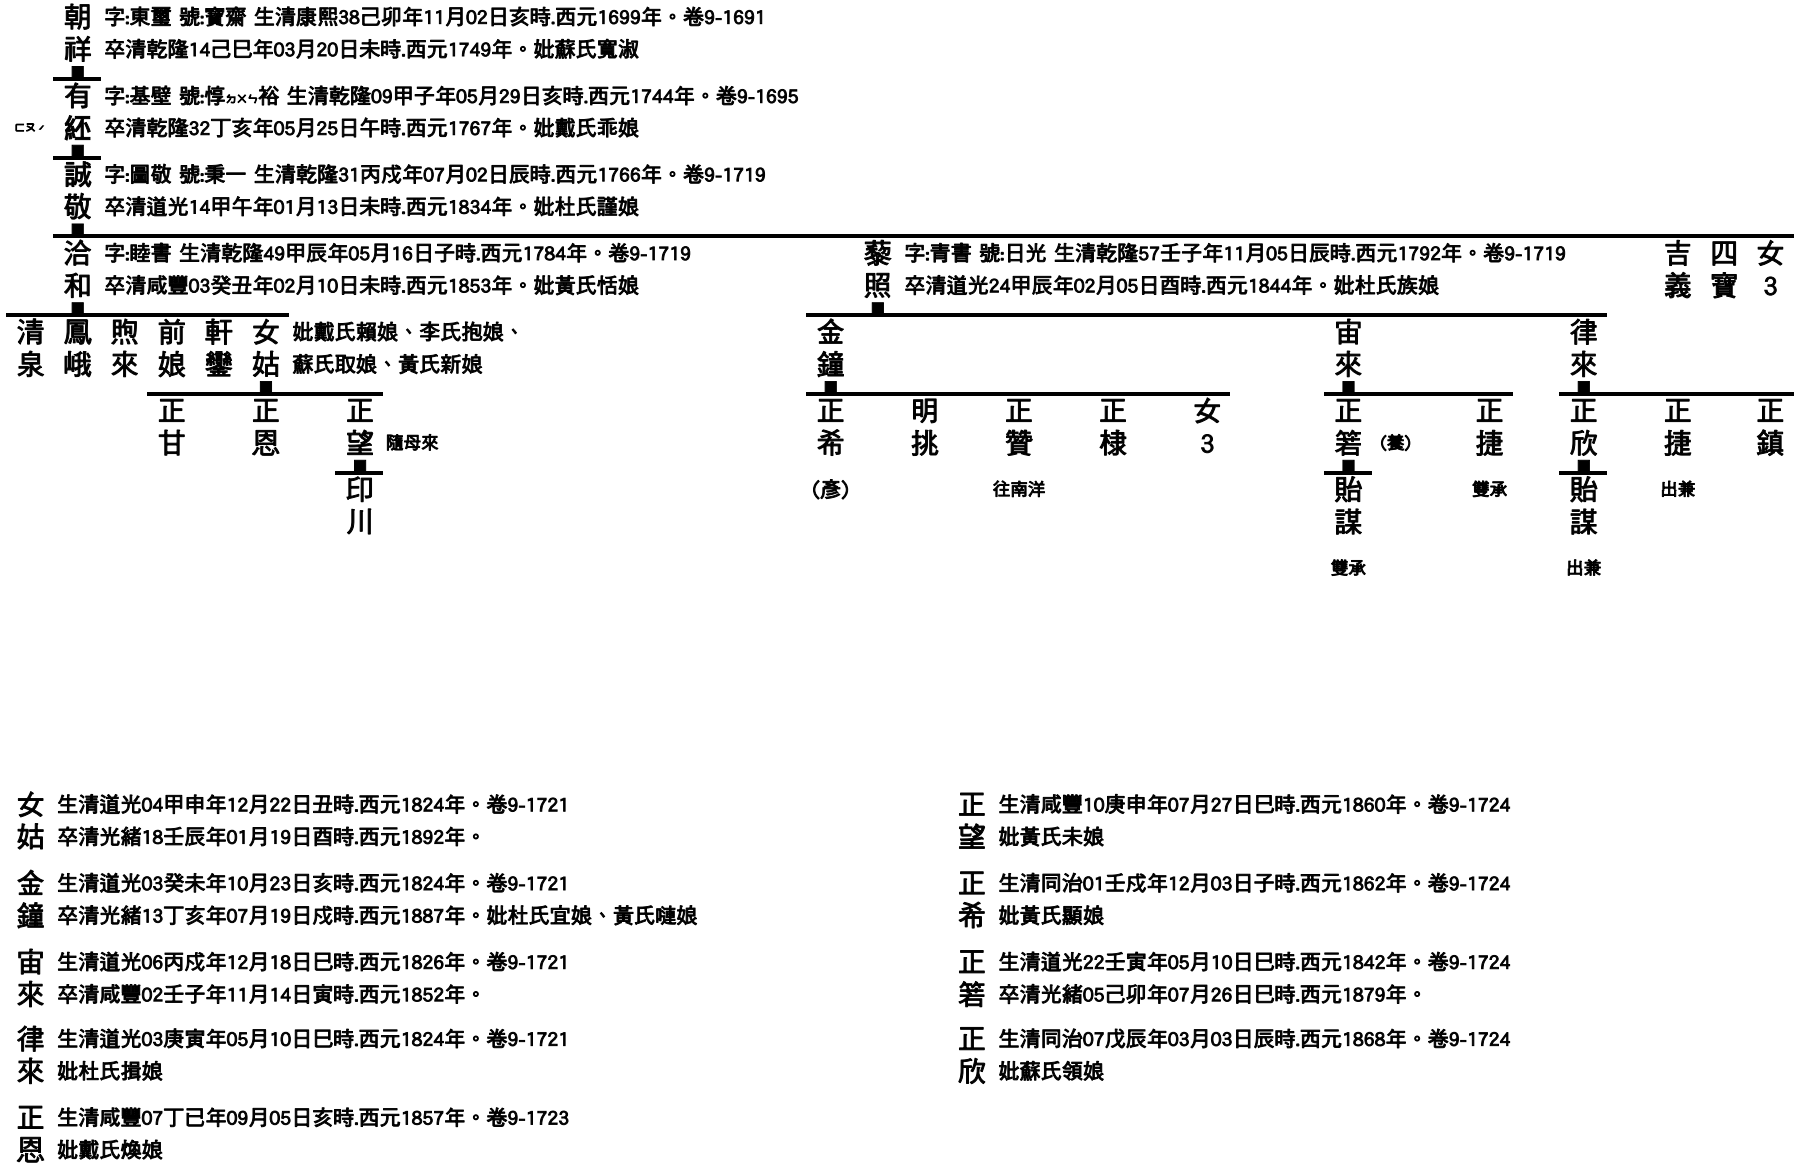 朝祥 字:東璽 號:寶齋 生清康熙38己卯年11月02日亥時.西元1699年。卷9-1691
卒清乾隆14己巳年03月20日未時.西元1749年。妣蘇氏寬淑
有紑 字:基壁 號:惇ㄉㄨㄣ裕 生清乾隆09甲子年05月29日亥時.西元1744年。卷9-1695
ㄈㄡˊ 卒清乾隆32丁亥年05月25日午時.西元1767年。妣戴氏乖娘
誠敬 字:圖敬 號:秉一 生清乾隆31丙戍年07月02日辰時.西元1766年。卷9-1719
卒清道光14甲午年01月13日未時.西元1834年。妣杜氏謹娘
洽和 字:睦書 生清乾隆49甲辰年05月16日子時.西元1784年。卷9-1719
卒清咸豐03癸丑年02月10日未時.西元1853年。妣黃氏恬娘
藜照 字:青書 號:日光 生清乾隆57壬子年11月05日辰時.西元1792年。卷9-1719
卒清道光24甲辰年02月05日酉時.西元1844年。妣杜氏族娘
吉義 四寶 女3
清泉 鳳峨 煦來 前娘 軒鑾 女姑 妣戴氏賴娘、李氏抱娘、
蘇氏取娘、黃氏新娘
金鐘 宙來 律來
正甘 正恩 正望 隨母來
正希 明挑 正贊 正棣 女3
正箬 (養) 正捷 正欣 正捷 正鎮
(彥) 往南洋 雙承 出兼
印川 貽謀 貽謀
雙承 出兼
女姑 生清道光04甲申年12月22日丑時.西元1824年。卷9-1721
卒清光緒18壬辰年01月19日酉時.西元1892年。
金鐘 生清道光03癸未年10月23日亥時.西元1824年。卷9-1721
卒清光緒13丁亥年07月19日戍時.西元1887年。妣杜氏宜娘、黃氏嗹娘
宙來 生清道光06丙戍年12月18日巳時.西元1826年。卷9-1721
卒清咸豐02壬子年11月14日寅時.西元1852年。
律來 生清道光03庚寅年05月10日巳時.西元1824年。卷9-1721
妣杜氏揖娘
正恩 生清咸豐07丁己年09月05日亥時.西元1857年。卷9-1723
妣戴氏煥娘
正望 生清咸豐10庚申年07月27日巳時.西元1860年。卷9-1724
妣黃氏未娘
正希 生清同治01壬戍年12月03日子時.西元1862年。卷9-1724
妣黃氏顯娘
正箬 生清道光22壬寅年05月10日巳時.西元1842年。卷9-1724
卒清光緒05己卯年07月26日巳時.西元1879年。
正欣 生清同治07戊辰年03月03日辰時.西元1868年。卷9-1724
妣蘇氏領娘